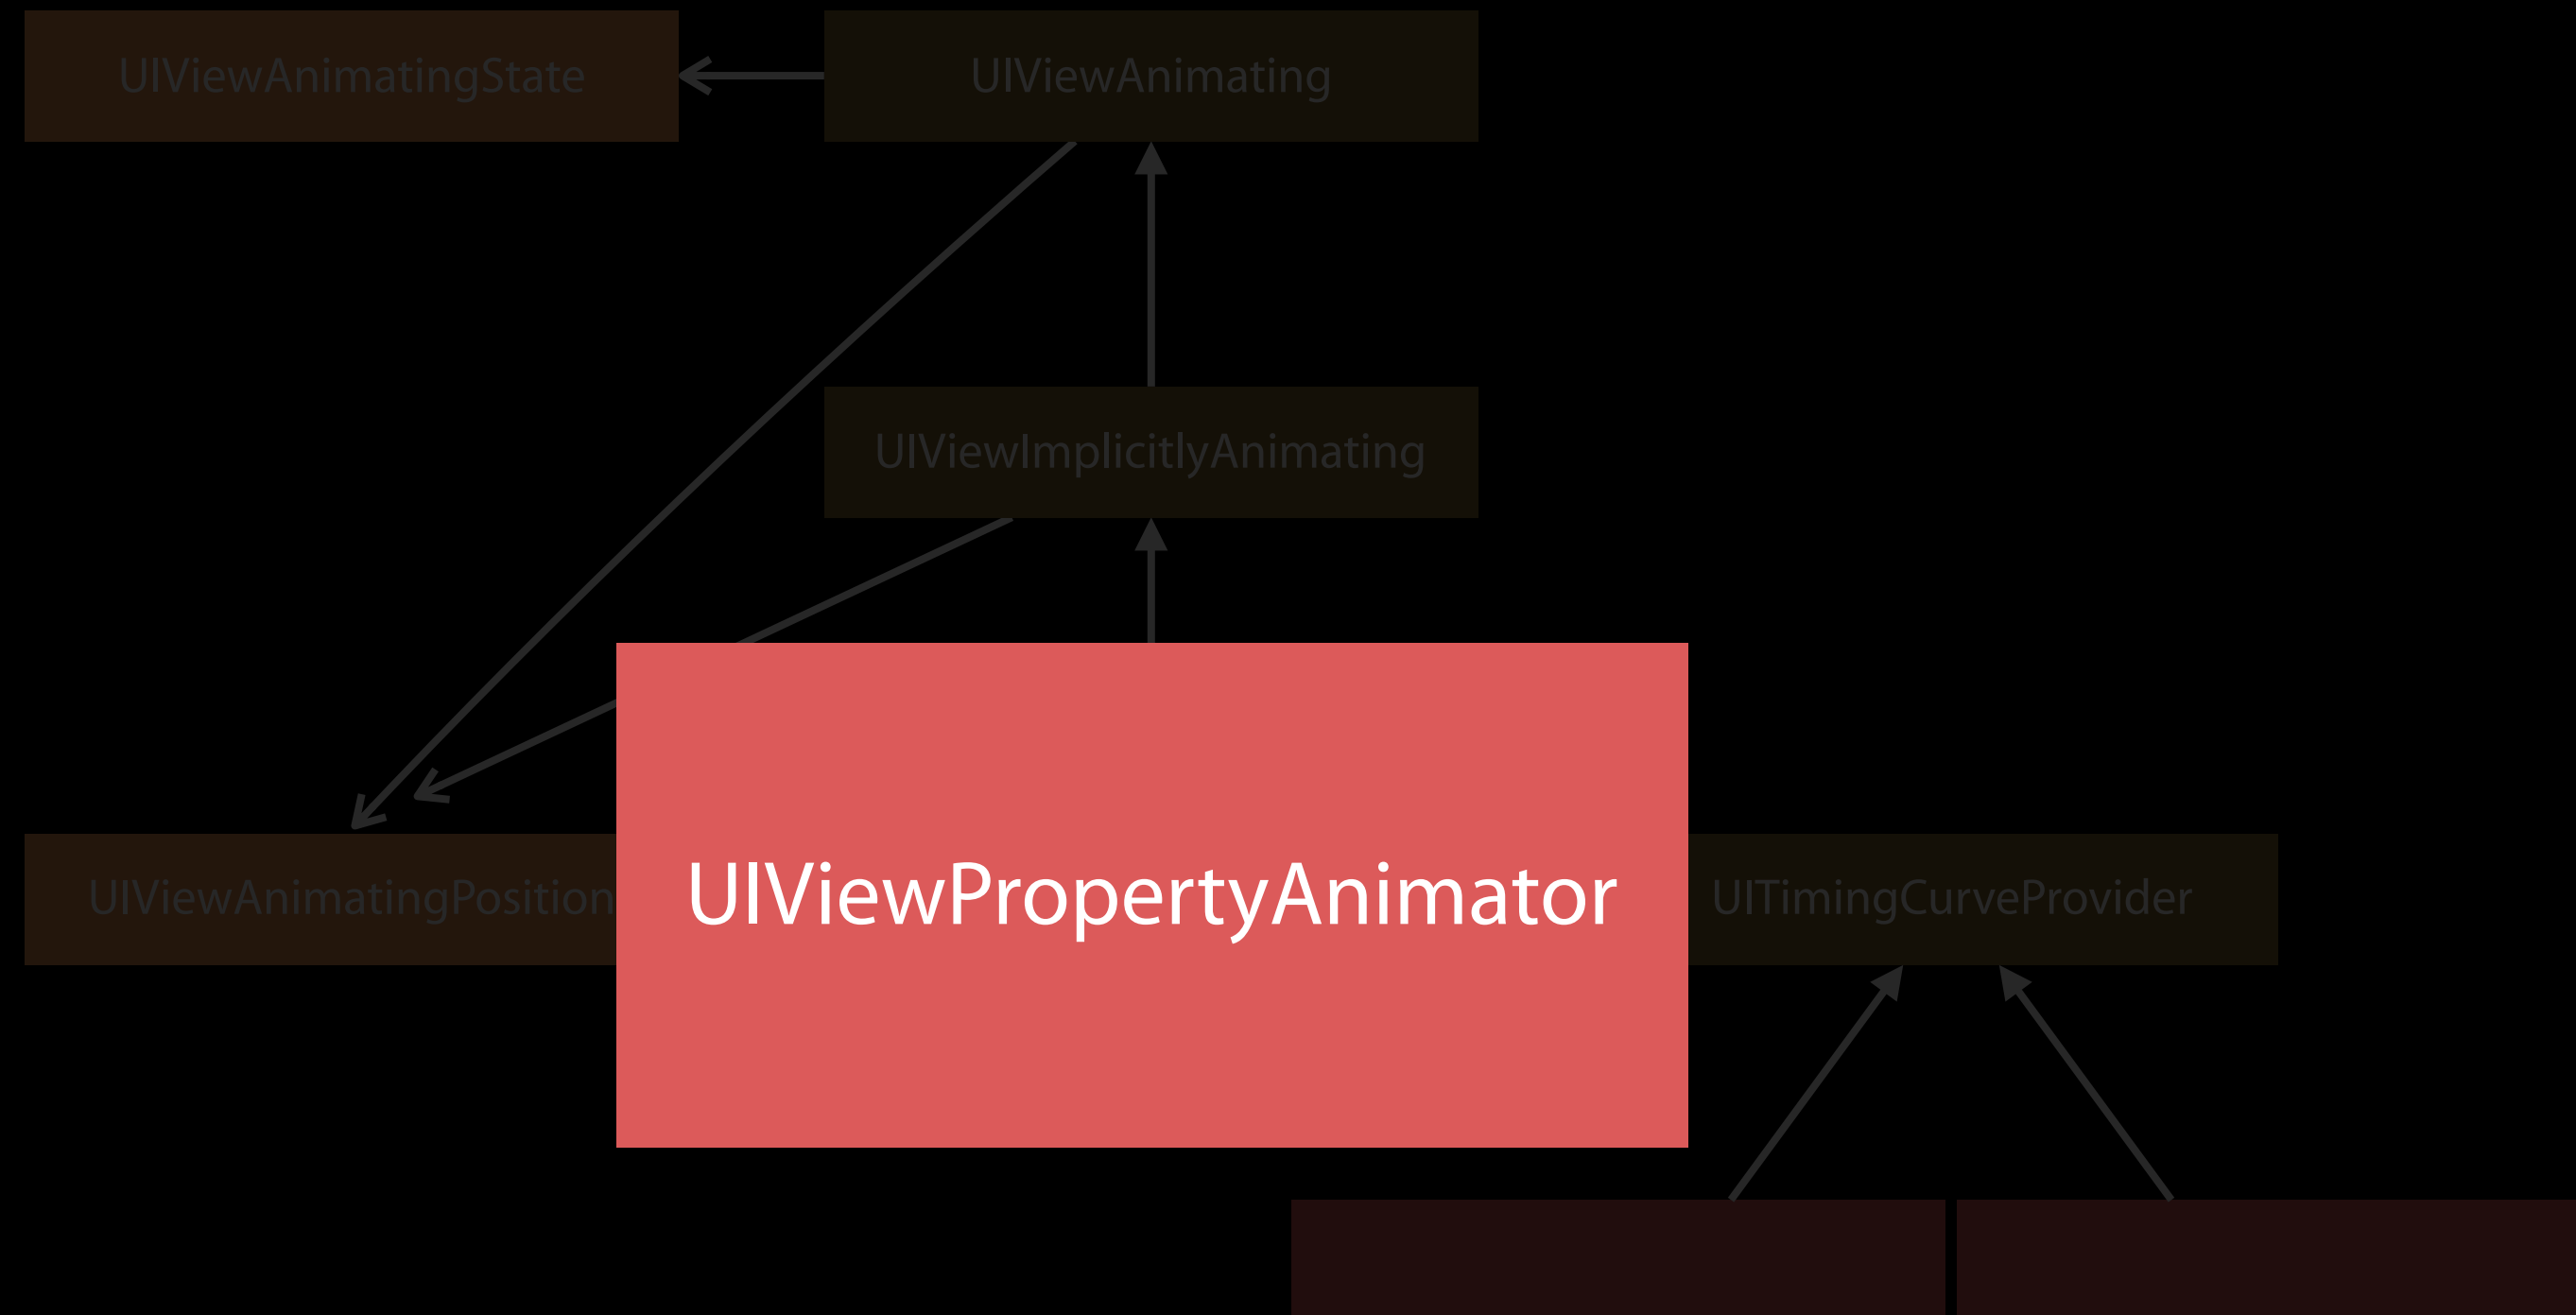 UIViewAnimatingState
UIViewAnimating
UIViewImplicitlyAnimating
UIViewAnimatingPosition
UIViewPropertyAnimator
UITimingCurveProvider